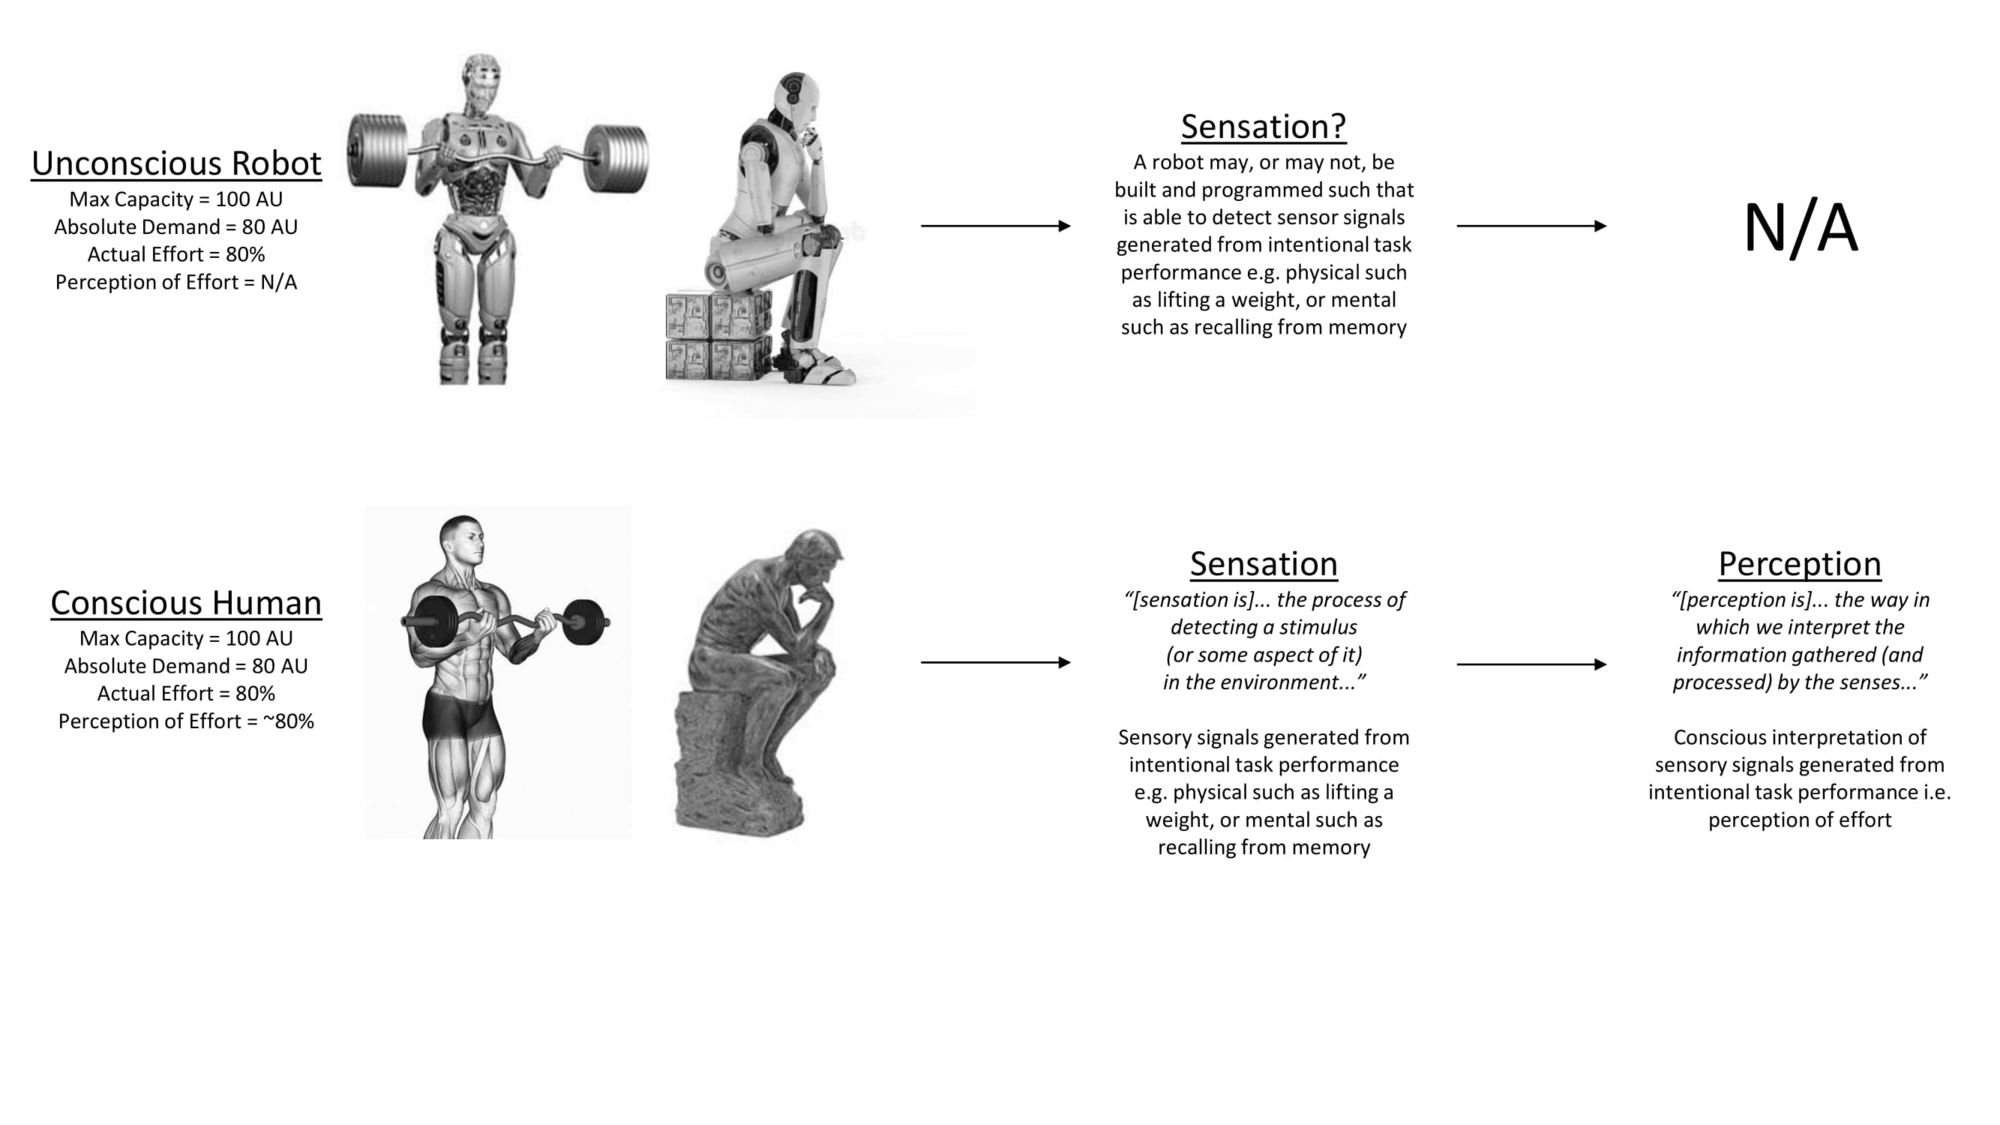 Unconscious Robot
Max Capacity = 100 AU
Absolute Demand = 80 AU
Actual Effort = 80%
Perception of Effort = N/A
Sensation?
A robot may, or may not, be
built and programmed such that
is able to detect sensor signals
generated from intentional task
performance e.g. physical such
as lifting a weight, or mental
such as recalling from memory
N/A
Conscious Human
Max Capacity = 100 AU
Absolute Demand = 80 AU
Actual Effort = 80%
Perception of Effort = ~80%
Sensation
“[sensation is]... the process of
detecting a stimulus
(or some aspect of it)
in the environment...”
Sensory signals generated from
intentional task performance
e.g. physical such as lifting a
weight, or mental such as
recalling from memory
Perception
“[perception is]... the way in
which we interpret the
information gathered (and
processed) by the senses...”
Conscious interpretation of
sensory signals generated from
intentional task performance i.e.
perception of effort